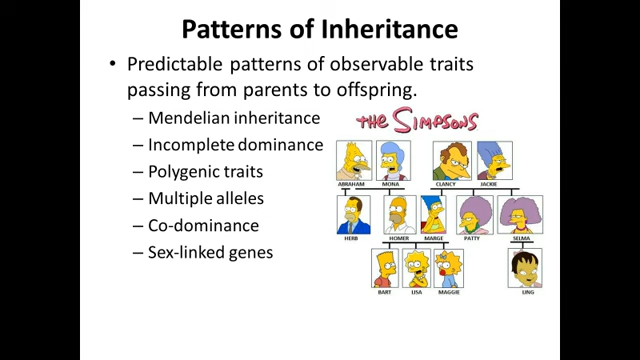 Patterns of Inheritance
• Predictable patterns of observable traits
passing from parents to offspring.
– Mendelian inheritance
– Incomplete dominance
– Polygenic traits
– Multiple alleles
– Co-dominance
– Sex-linked genes
THE SIMPSONS
ABRAHAM MONA CLANCY JACKIE
HERB HOMER MARGE PATTY SELMA
BART LISA MAGGIE LING